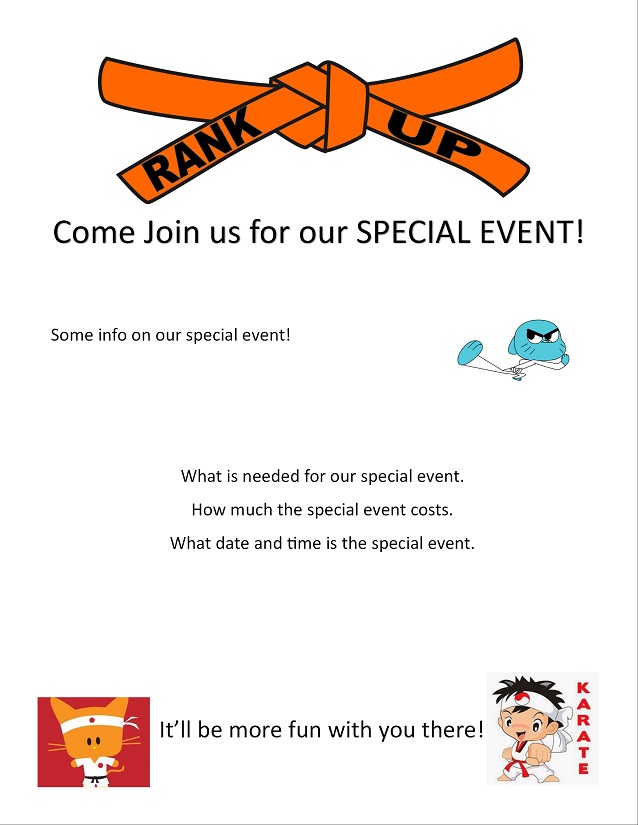 RANK UP
Come Join us for our SPECIAL EVENT!
Some info on our special event!
What is needed for our special event.
How much the special event costs.
What date and time is the special event.
It’ll be more fun with you there!
KARATE